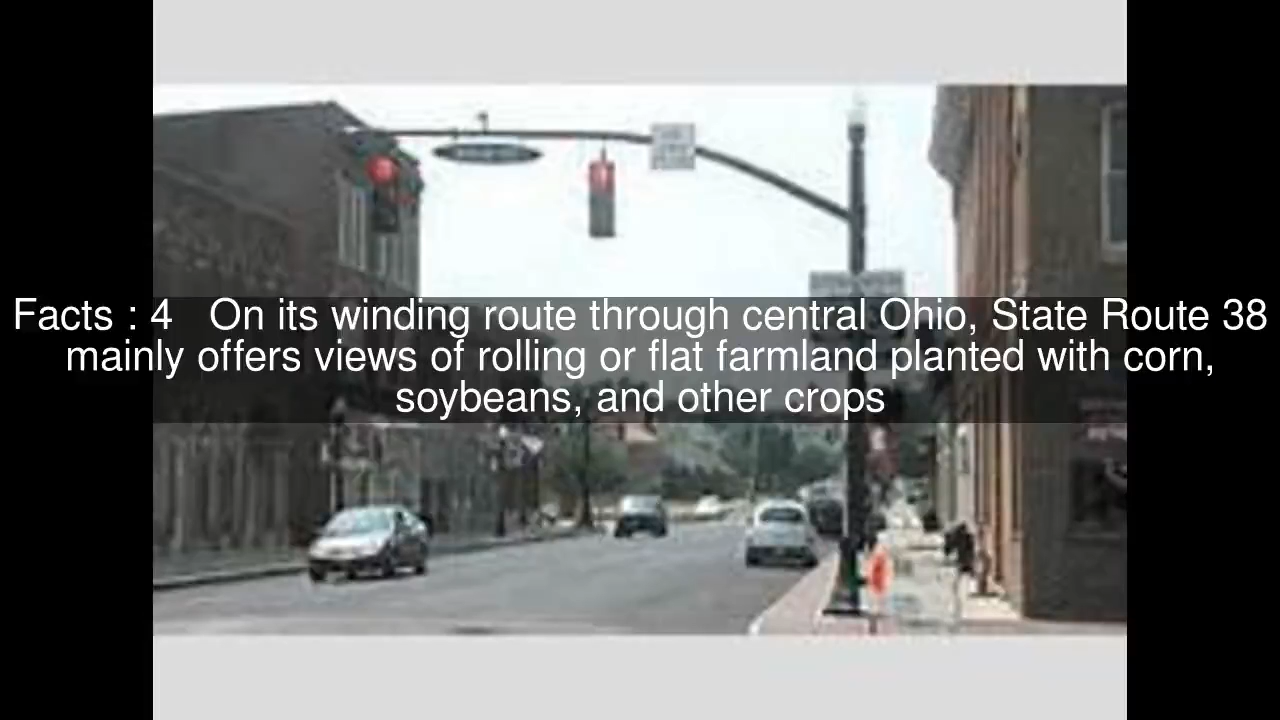 Facts : 4   On its winding route through central Ohio, State Route 38
mainly offers views of rolling or flat farmland planted with corn,
soybeans, and other crops